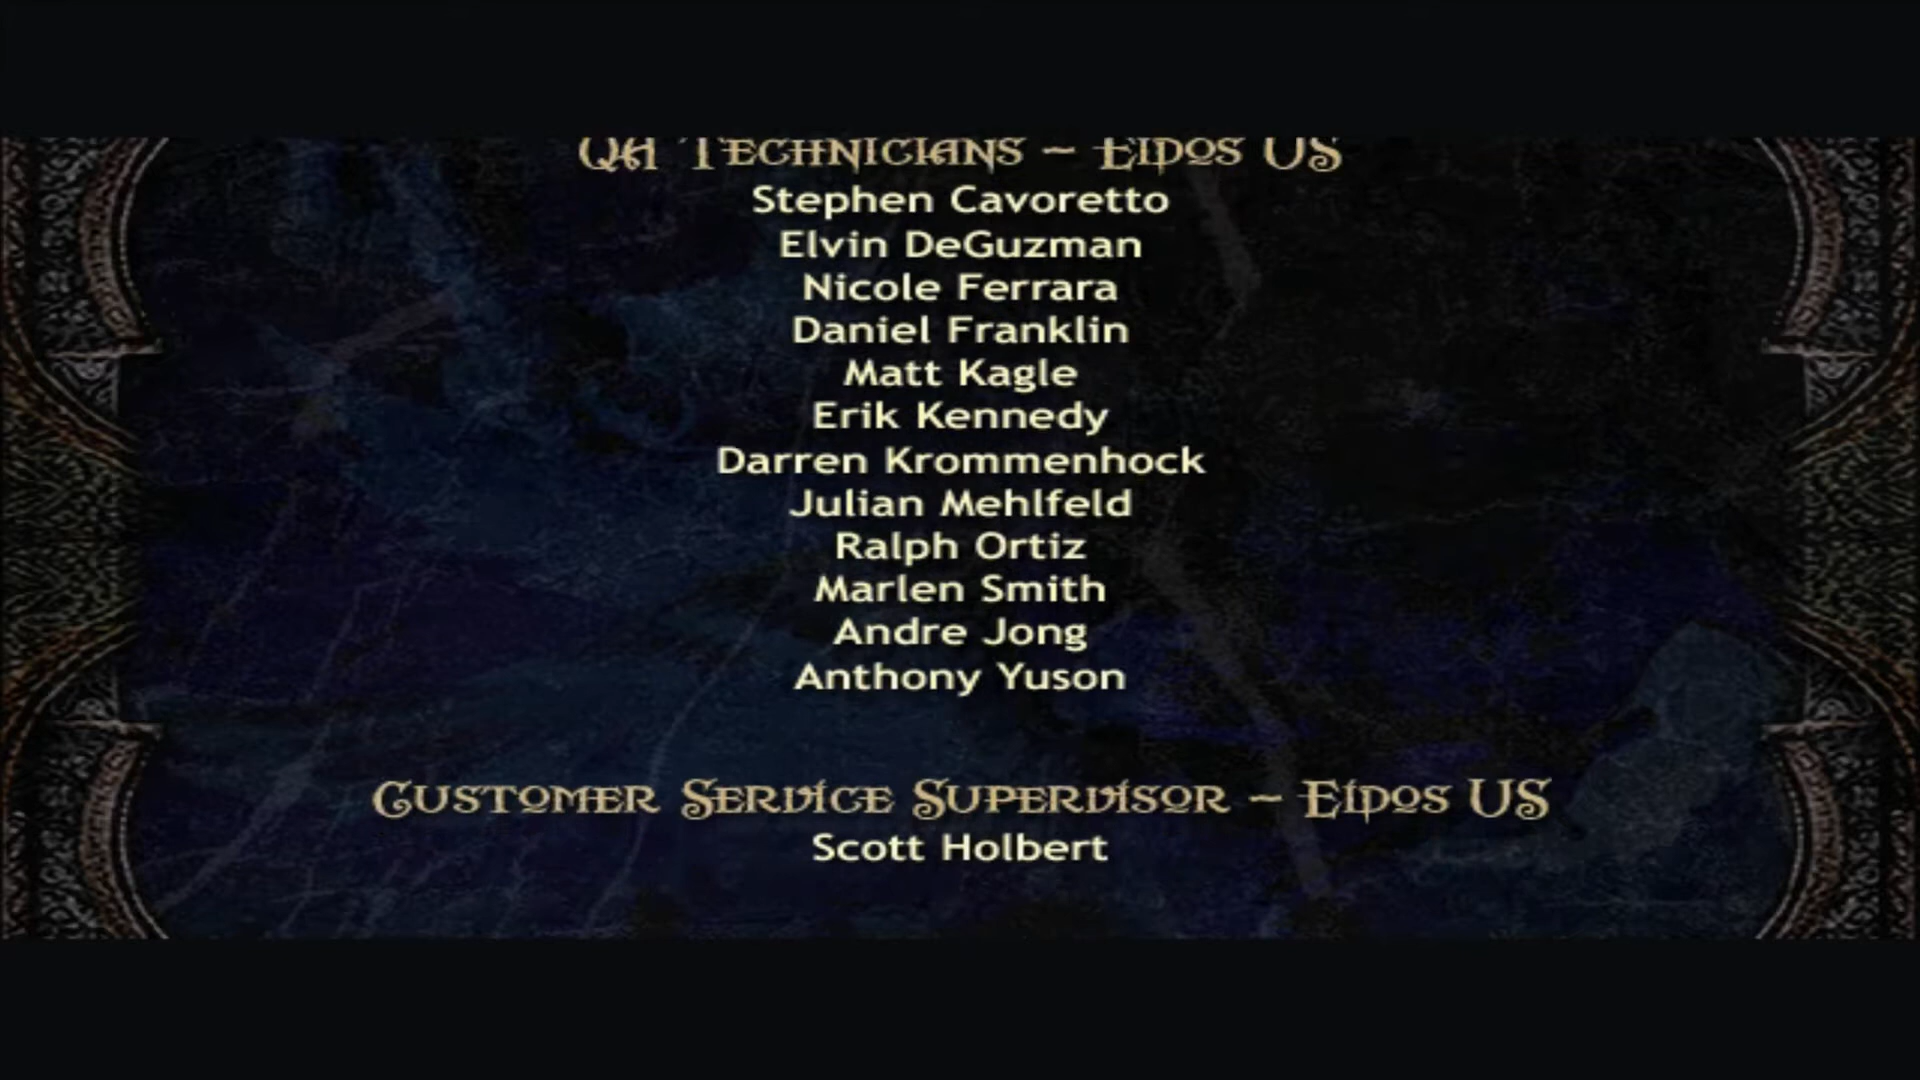 QA Technicians – Eidos US
Stephen Cavoretto
Elvin DeGuzman
Nicole Ferrara
Daniel Franklin
Matt Kagle
Erik Kennedy
Darren Krommenhock
Julian Mehlfeld
Ralph Ortiz
Marlen Smith
Andre Jong
Anthony Yuson
Customer Service Supervisor – Eidos US
Scott Holbert